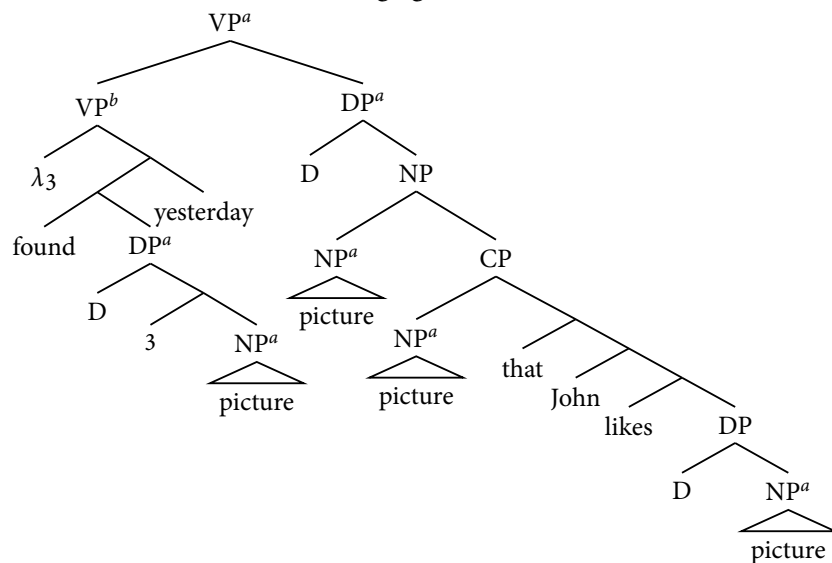 VPᵃ
VPᵇ DPᵃ
λ3 D NP
found yesterday
DPᵃ NPᵃ CP
D picture
3 NPᵃ NPᵃ that
picture picture John
likes DP
D NPᵃ
picture